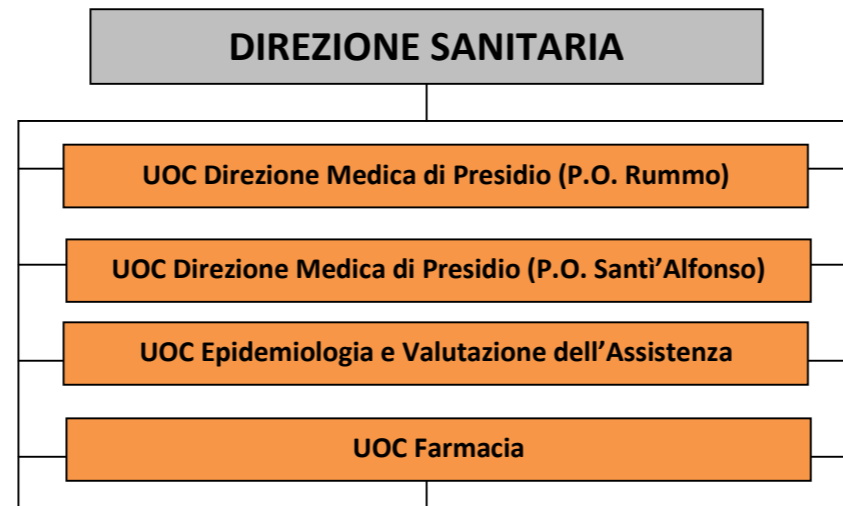 DIREZIONE SANITARIA
UOC Direzione Medica di Presidio (P.O. Rummo)
UOC Direzione Medica di Presidio (P.O. Santì’Alfonso)
UOC Epidemiologia e Valutazione dell’Assistenza
UOC Farmacia